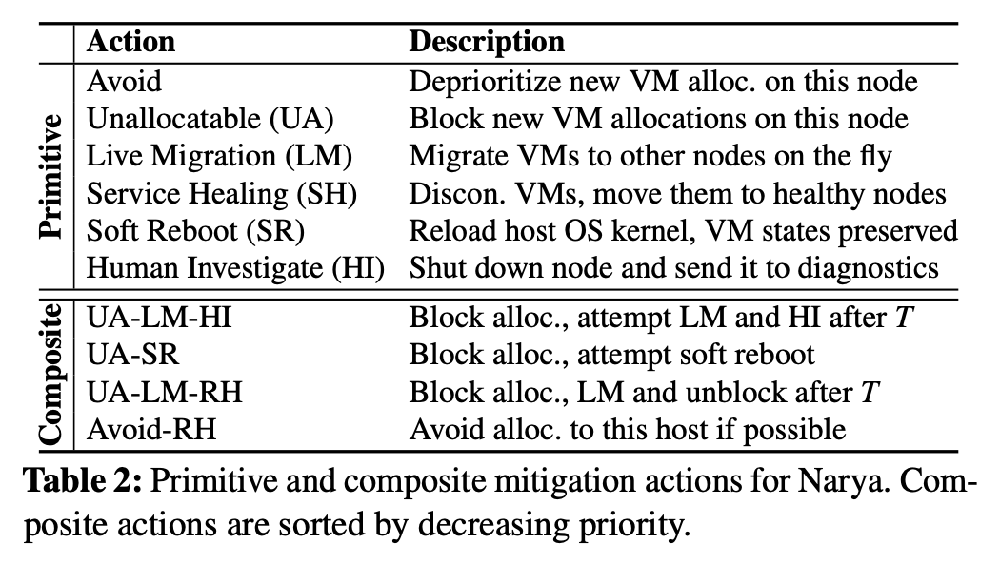 Action Description
Primitive
Avoid Deprioritize new VM alloc. on this node
Unallocatable (UA) Block new VM allocations on this node
Live Migration (LM) Migrate VMs to other nodes on the fly
Service Healing (SH) Discon. VMs, move them to healthy nodes
Soft Reboot (SR) Reload host OS kernel, VM states preserved
Human Investigate (HI) Shut down node and send it to diagnostics
Composite
UA-LM-HI Block alloc., attempt LM and HI after T
UA-SR Block alloc., attempt soft reboot
UA-LM-RH Block alloc., LM and unblock after T
Avoid-RH Avoid alloc. to this host if possible
Table 2: Primitive and composite mitigation actions for Narya. Com-
posite actions are sorted by decreasing priority.